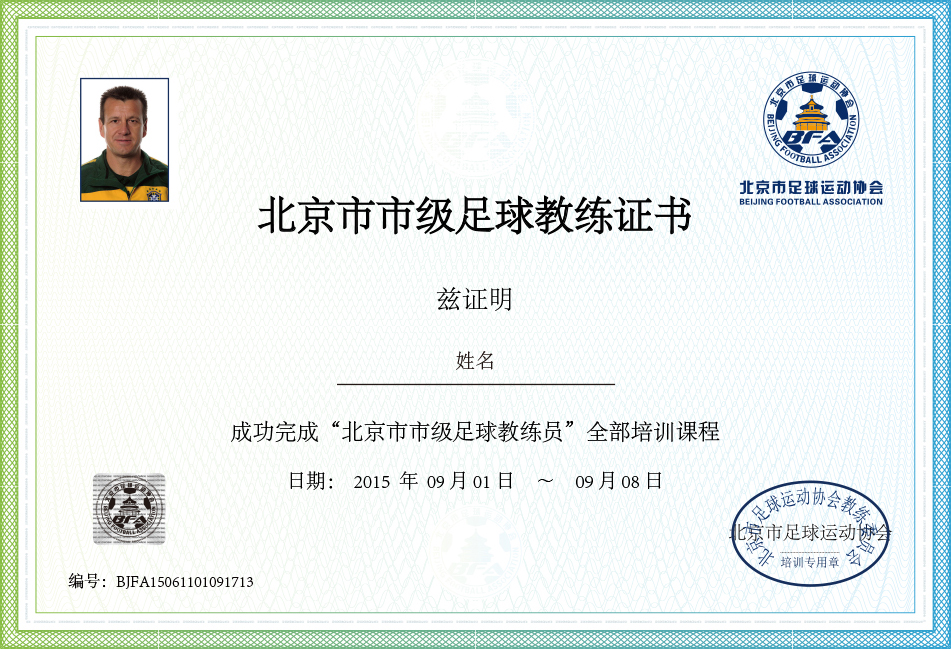 北京市足球运动协会
BEIJING FOOTBALL ASSOCIATION
BFA
北京市足球运动协会
BEIJING FOOTBALL ASSOCIATION
北京市市级足球教练证书
兹证明
姓名
成功完成“北京市市级足球教练员”全部培训课程
日期： 2015 年 09 月 01 日 ～ 09 月 08 日
BFA
北京市足球运动协会教练委员会
北京市足球运动协会
培训专用章
编号：BJFA15061101091713